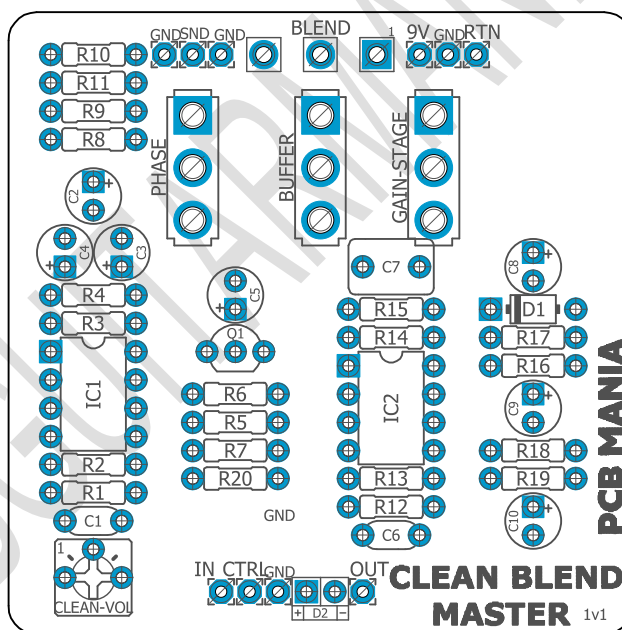 GND SND GND BLEND 1 9V GND RTN
R10
R11
R9
R8
PHASE
BUFFER
GAIN-STAGE
C2 +
C4 +
C3 +
C5 +
C7
C8 +
R4
R3
Q1
R15
R14
D1
R17
R16
IC1
IC2
R6
R5
R7
R20
C9 +
R18
R19
R2
R1
R13
R12
C1
C6
C10 +
GND
1
CLEAN-VOL
IN CTRL GND OUT
+ D2 -
PCB MANIA
CLEAN BLEND
MASTER 1v1